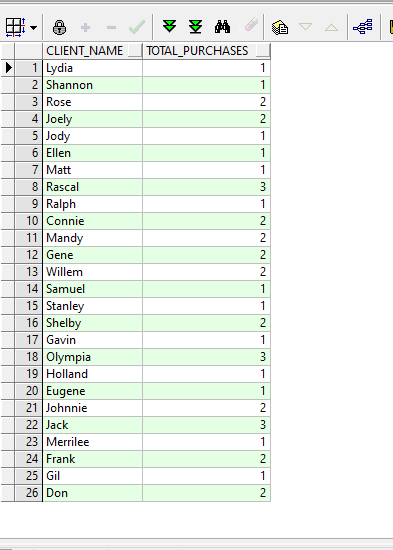 CLIENT_NAME TOTAL_PURCHASES
1 Lydia 1
2 Shannon 1
3 Rose 2
4 Joely 2
5 Jody 1
6 Ellen 1
7 Matt 1
8 Rascal 3
9 Ralph 1
10 Connie 2
11 Mandy 2
12 Gene 2
13 Willem 2
14 Samuel 1
15 Stanley 1
16 Shelby 2
17 Gavin 1
18 Olympia 3
19 Holland 1
20 Eugene 1
21 Johnnie 2
22 Jack 3
23 Merrilee 1
24 Frank 2
25 Gil 1
26 Don 2